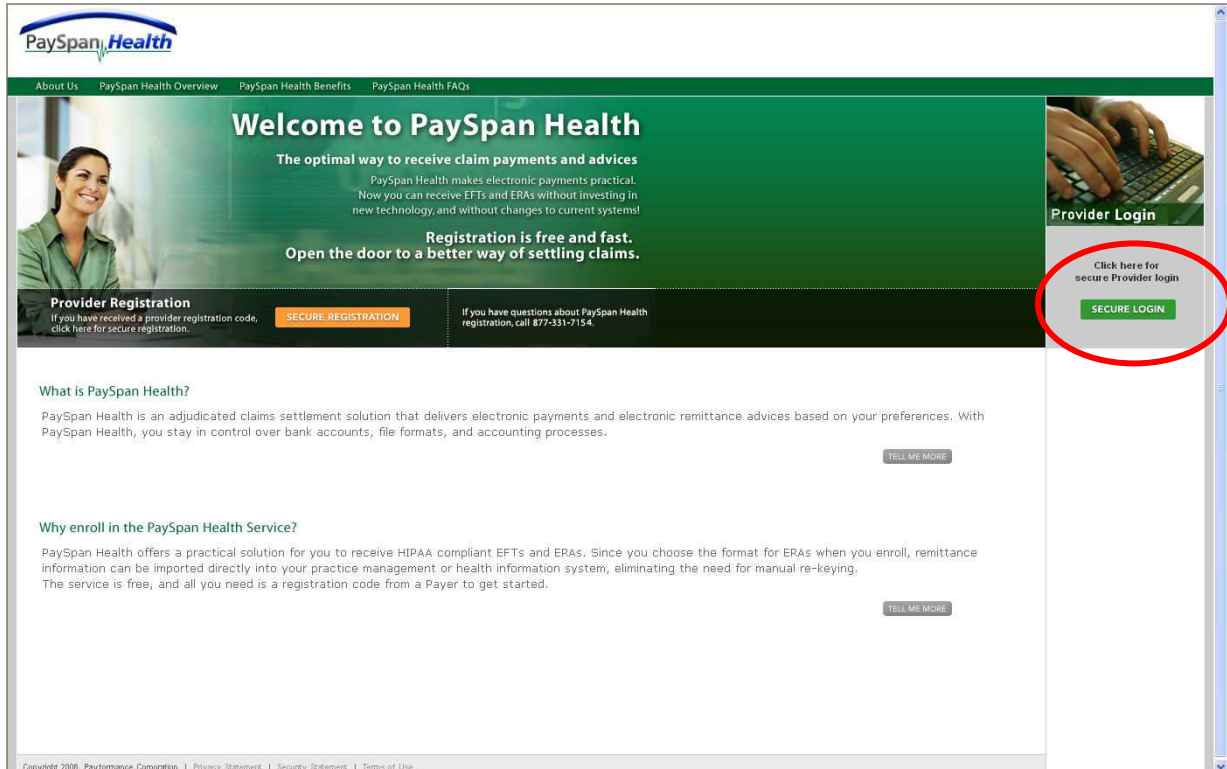 PaySpan Health
About Us PaySpan Health Overview PaySpan Health Benefits PaySpan Health FAQs
Welcome to PaySpan Health
The optimal way to receive claim payments and advices
PaySpan Health makes electronic payments practical.
Now you can receive EFTs and ERAs without investing in
new technology, and without changes to current systems!
Registration is free and fast.
Open the door to a better way of settling claims.
Provider Registration
If you have received a provider registration code,
click here for secure registration.
SECURE REGISTRATION
If you have questions about PaySpan Health
registration, call 877-331-7154.
Provider Login
Click here for
secure Provider login
SECURE LOGIN
What is PaySpan Health?
PaySpan Health is an adjudicated claims settlement solution that delivers electronic payments and electronic remittance advices based on your preferences. With
PaySpan Health, you stay in control over bank accounts, file formats, and accounting processes.
TELL ME MORE
Why enroll in the PaySpan Health Service?
PaySpan Health offers a practical solution for you to receive HIPAA compliant EFTs and ERAs. Since you choose the format for ERAs when you enroll, remittance
information can be imported directly into your practice management or health information system, eliminating the need for manual re-keying.
The service is free, and all you need is a registration code from a Payer to get started.
TELL ME MORE
Copyright 2006, Payformance Corporation | Privacy Statement | Security Statement | Terms of Use